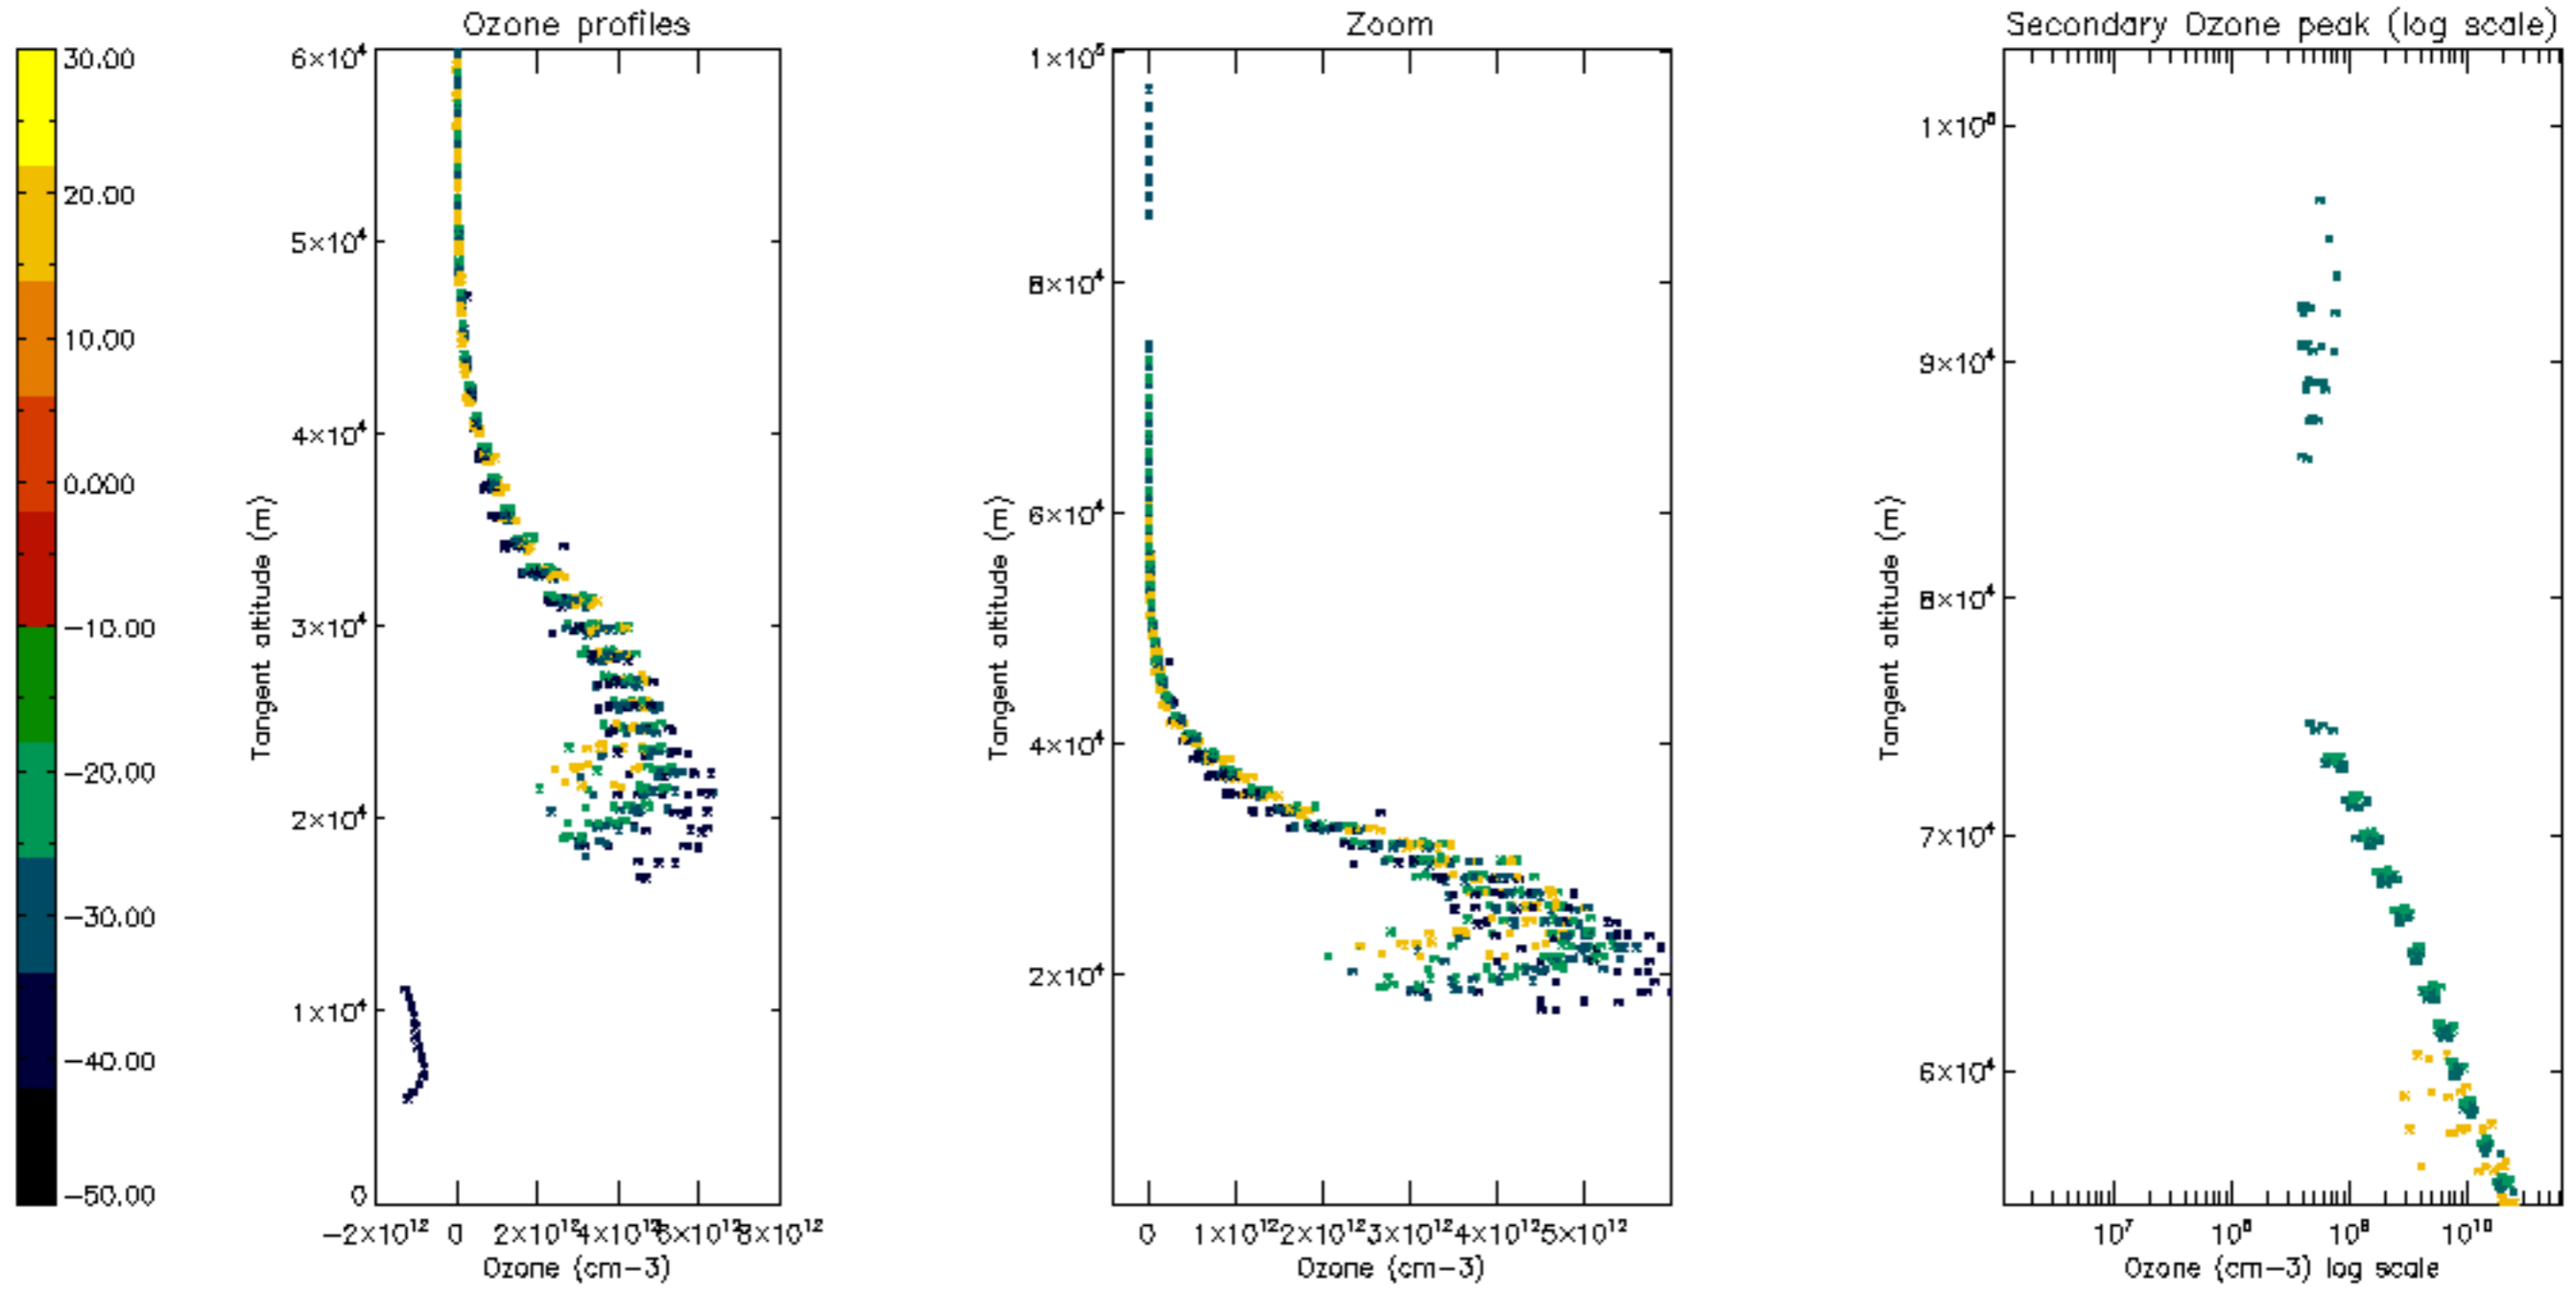 Ozone profiles
Zoom
Secondary Ozone peak (log scale)
30.00
20.00
10.00
0.000
−10.00
−20.00
−30.00
−40.00
−50.00
6×10⁴
5×10⁴
4×10⁴
3×10⁴
2×10⁴
1×10⁴
0
Tangent altitude (m)
−2×10¹² 0 2×10¹² 4×10¹² 6×10¹² 8×10¹²
Ozone (cm−3)
1×10⁵
8×10⁴
6×10⁴
4×10⁴
2×10⁴
Tangent altitude (m)
0 1×10¹² 2×10¹² 3×10¹² 4×10¹² 5×10¹²
Ozone (cm−3)
1×10⁵
9×10⁴
8×10⁴
7×10⁴
6×10⁴
Tangent altitude (m)
10⁷ 10⁸ 10⁹ 10¹⁰
Ozone (cm−3) log scale